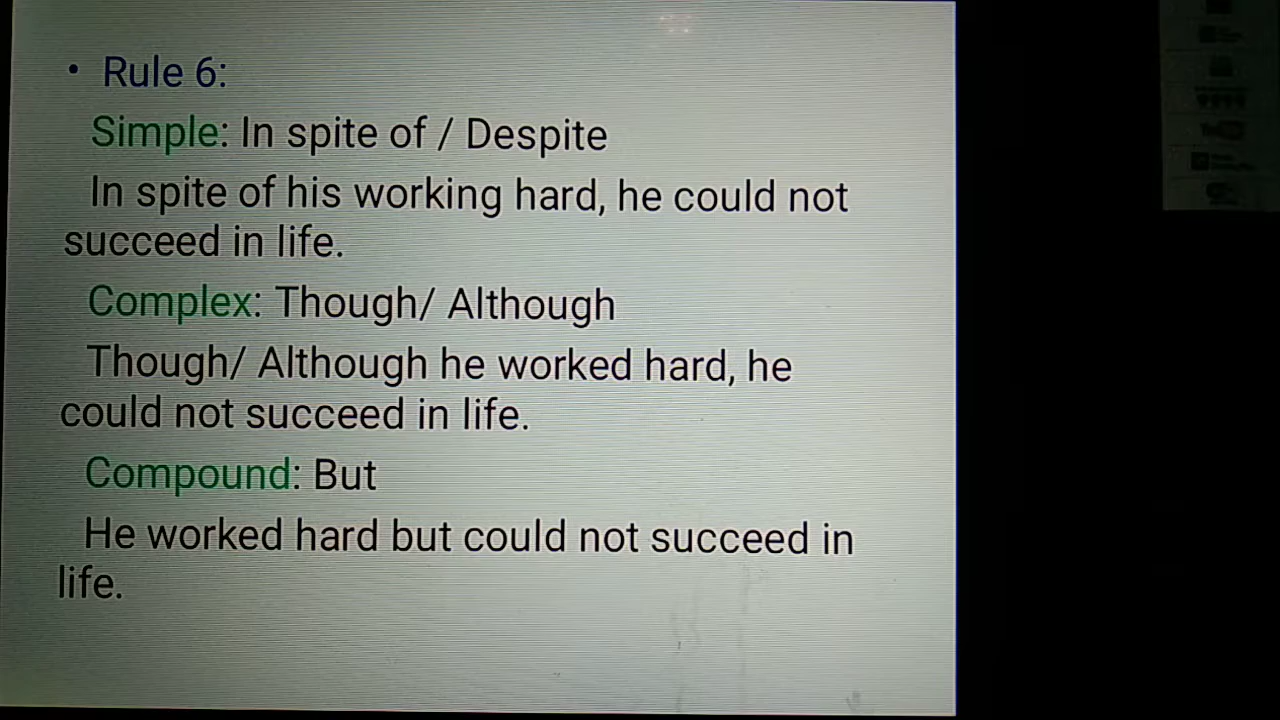 • Rule 6:
Simple: In spite of / Despite
In spite of his working hard, he could not
succeed in life.
Complex: Though/ Although
Though/ Although he worked hard, he
could not succeed in life.
Compound: But
He worked hard but could not succeed in
life.